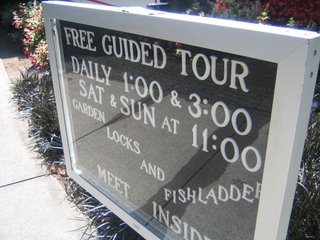 FREE GUIDED TOUR
DAILY 1:00 & 3:00
SAT & SUN AT 11:00
GARDEN
LOCKS
AND
FISHLADDER
MEET INSIDE